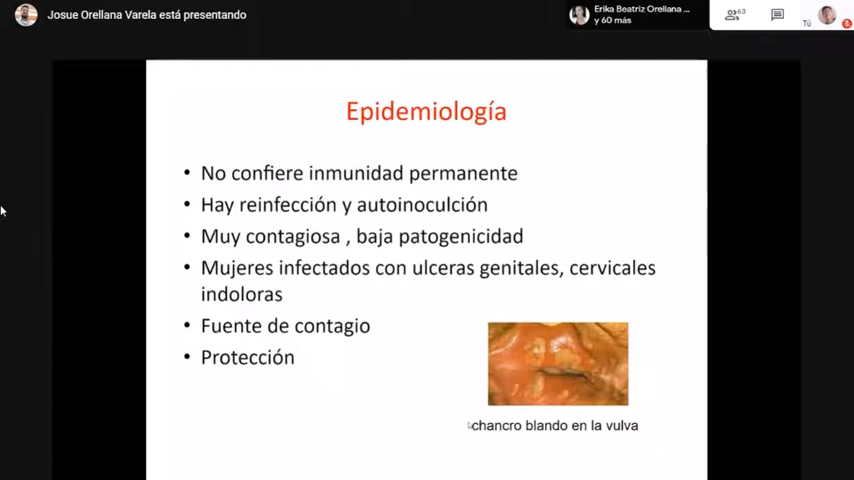 Josue Orellana Varela está presentando
Erika Beatriz Orellana ...
y 60 más
63
Tú
Epidemiología
• No confiere inmunidad permanente
• Hay reinfección y autoinoculción
• Muy contagiosa , baja patogenicidad
• Mujeres infectados con ulceras genitales, cervicales
indoloras
• Fuente de contagio
• Protección
chancro blando en la vulva